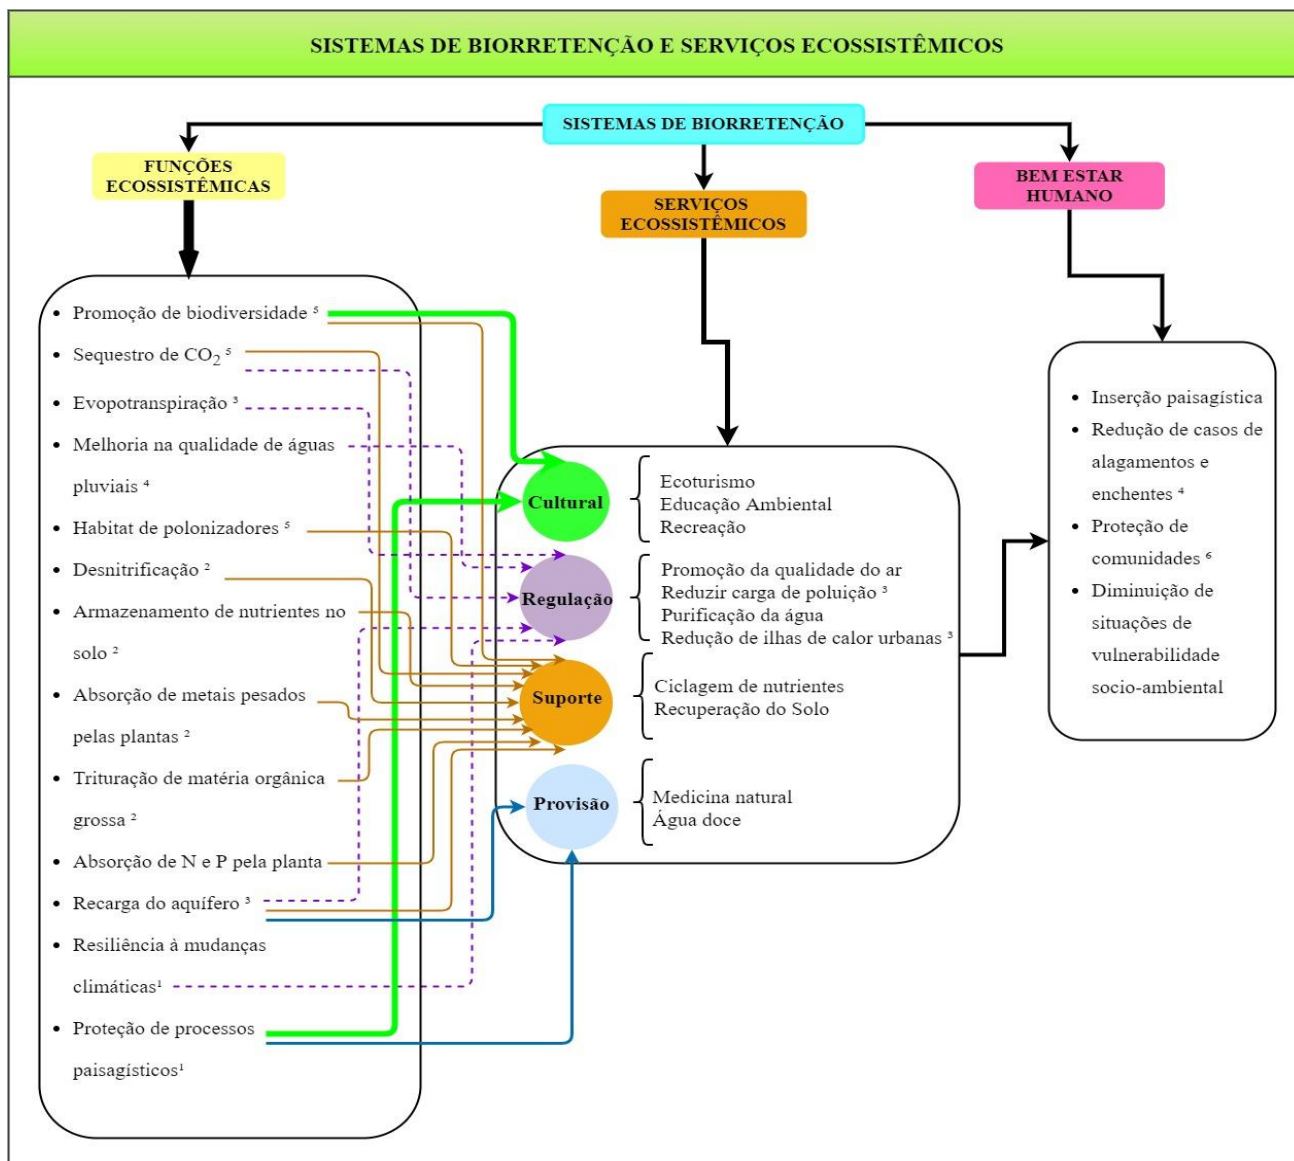 SISTEMAS DE BIORRETENÇÃO E SERVIÇOS ECOSSISTÊMICOS
SISTEMAS DE BIORRETENÇÃO
FUNÇÕES
ECOSSISTÊMICAS
SERVIÇOS
ECOSSISTÊMICOS
BEM ESTAR
HUMANO
• Promoção de biodiversidade ⁵
• Sequestro de CO₂ ⁵
• Evopotranspiração ³
• Melhoria na qualidade de águas
pluviais ⁴
• Habitat de polonizadores ⁵
• Desnitrificação ²
• Armazenamento de nutrientes no
solo ²
• Absorção de metais pesados
pelas plantas ²
• Trituração de matéria orgânica
grossa ²
• Absorção de N e P pela planta
• Recarga do aquífero ³
• Resiliência à mudanças
climáticas¹
• Proteção de processos
paisagísticos¹
Cultural
Ecoturismo
Educação Ambiental
Recreação
Regulação
Promoção da qualidade do ar
Reduzir carga de poluição ³
Purificação da água
Redução de ilhas de calor urbanas ³
Suporte
Ciclagem de nutrientes
Recuperação do Solo
Provisão
Medicina natural
Água doce
• Inserção paisagística
• Redução de casos de
alagamentos e
enchentes ⁴
• Proteção de
comunidades ⁶
• Diminuição de
situações de
vulnerabilidade
socio-ambiental